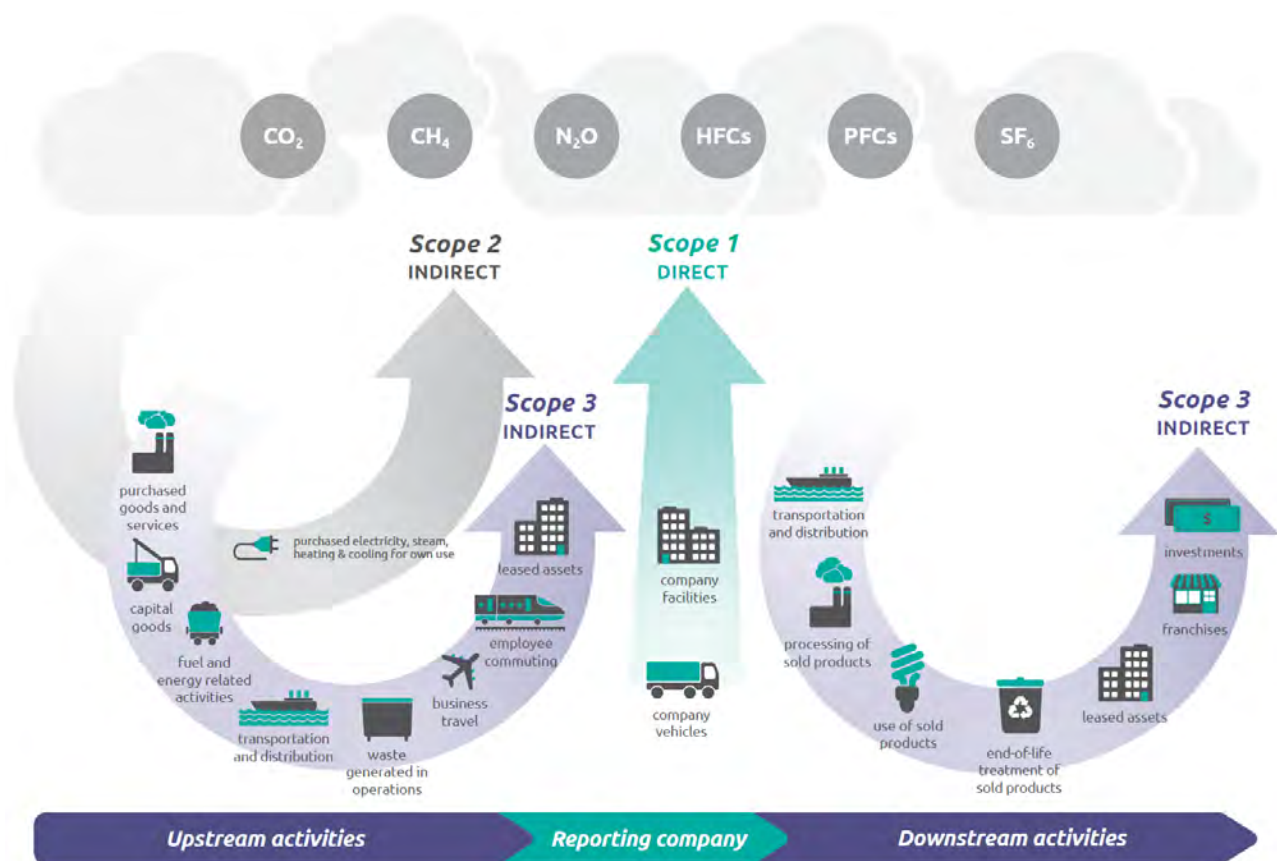 CO₂
CH₄
N₂O
HFCs
PFCs
SF₆
Scope 2
INDIRECT
Scope 1
DIRECT
Scope 3
INDIRECT
Scope 3
INDIRECT
purchased
goods and
services
capital
goods
fuel and
energy related
activities
purchased electricity, steam,
heating & cooling for own use
transportation
and distribution
waste
generated in
operations
business
travel
employee
commuting
leased assets
company
facilities
company
vehicles
transportation
and distribution
processing of
sold products
use of sold
products
end-of-life
treatment of
sold products
leased assets
franchises
$
investments
Upstream activities
Reporting company
Downstream activities